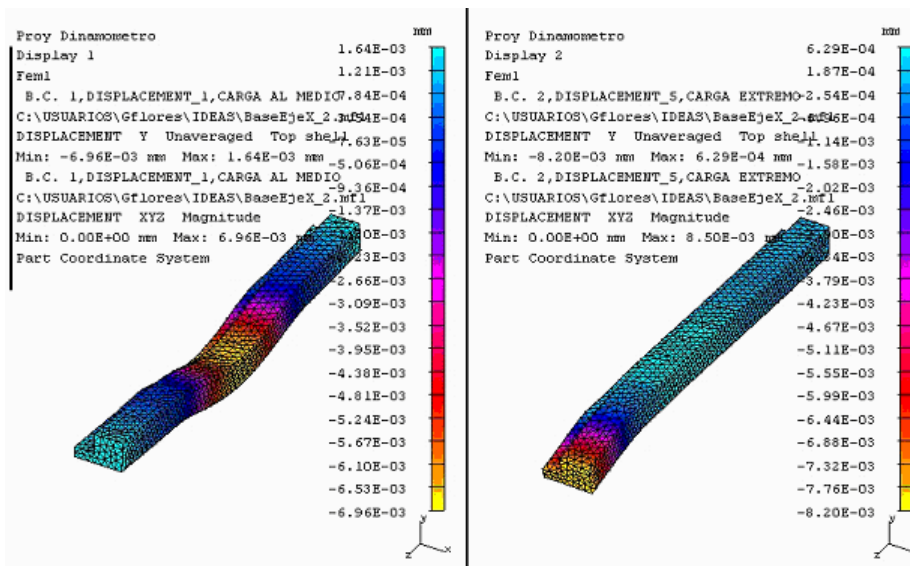 Proy Dinamometro
Display 1
Fem1
B.C. 1,DISPLACEMENT_1,CARGA AL MEDIO
C:\USUARIOS\Gflores\IDEAS\BaseEjeX_2.mf1
DISPLACEMENT Y Unaveraged Top shell
Min: -6.96E-03 mm Max: 1.64E-03 mm
B.C. 1,DISPLACEMENT_1,CARGA AL MEDIO
C:\USUARIOS\Gflores\IDEAS\BaseEjeX_2.mf1
DISPLACEMENT XYZ Magnitude
Min: 0.00E+00 mm Max: 6.96E-03 mm
Part Coordinate System
mm
1.64E-03
1.21E-03
7.84E-04
-5.06E-04
-9.36E-04
-1.37E-03
-2.66E-03
-3.09E-03
-3.52E-03
-3.95E-03
-4.38E-03
-4.81E-03
-5.24E-03
-5.67E-03
-6.10E-03
-6.53E-03
-6.96E-03
y
z
x
Proy Dinamometro
Display 2
Fem1
B.C. 2,DISPLACEMENT_5,CARGA EXTREMO
C:\USUARIOS\Gflores\IDEAS\BaseEjeX_2.mf1
DISPLACEMENT Y Unaveraged Top shell
Min: -8.20E-03 mm Max: 6.29E-04 mm
B.C. 2,DISPLACEMENT_5,CARGA EXTREMO
C:\USUARIOS\Gflores\IDEAS\BaseEjeX_2.mf1
DISPLACEMENT XYZ Magnitude
Min: 0.00E+00 mm Max: 8.50E-03 mm
Part Coordinate System
mm
6.29E-04
1.87E-04
-2.54E-04
-1.14E-03
-1.58E-03
-2.02E-03
-2.46E-03
-3.79E-03
-4.23E-03
-4.67E-03
-5.11E-03
-5.55E-03
-5.99E-03
-6.44E-03
-6.88E-03
-7.32E-03
-7.76E-03
-8.20E-03
y
z
x